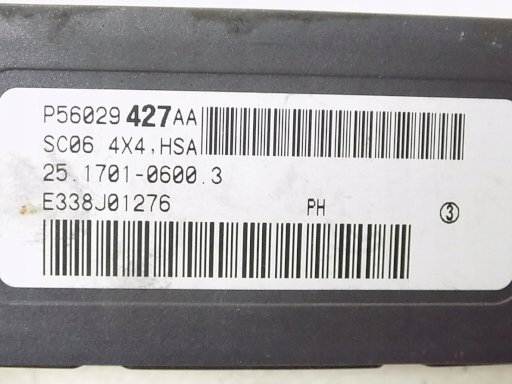 P56029427AA
SC06 4X4,HSA
25.1701-0600.3
E338J01276 PH 3